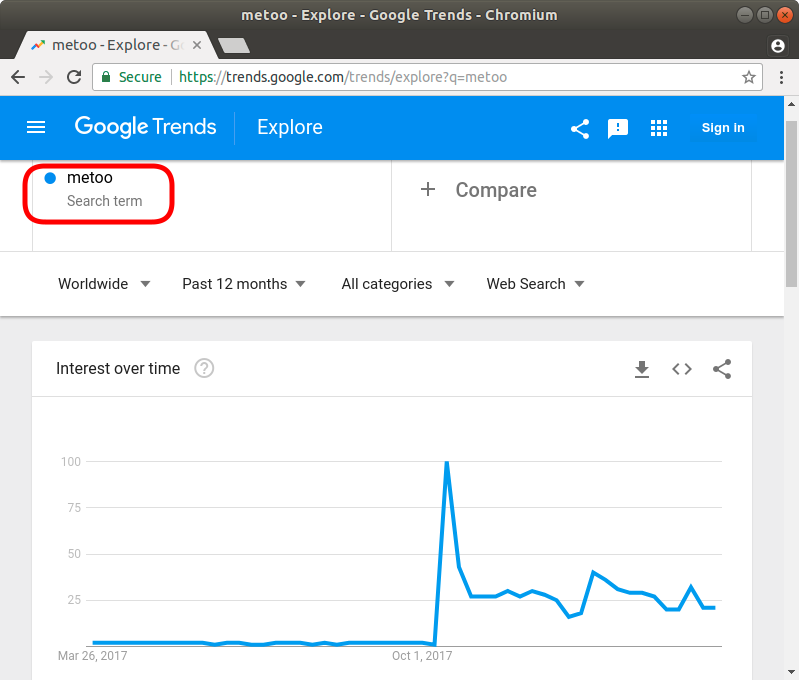 metoo - Explore - Google Trends - Chromium
metoo - Explore - Go
Secure https://trends.google.com/trends/explore?q=metoo
Google Trends Explore Sign in
metoo
Search term
+ Compare
Worldwide Past 12 months All categories Web Search
Interest over time ?
100
75
50
25
Mar 26, 2017 Oct 1, 2017